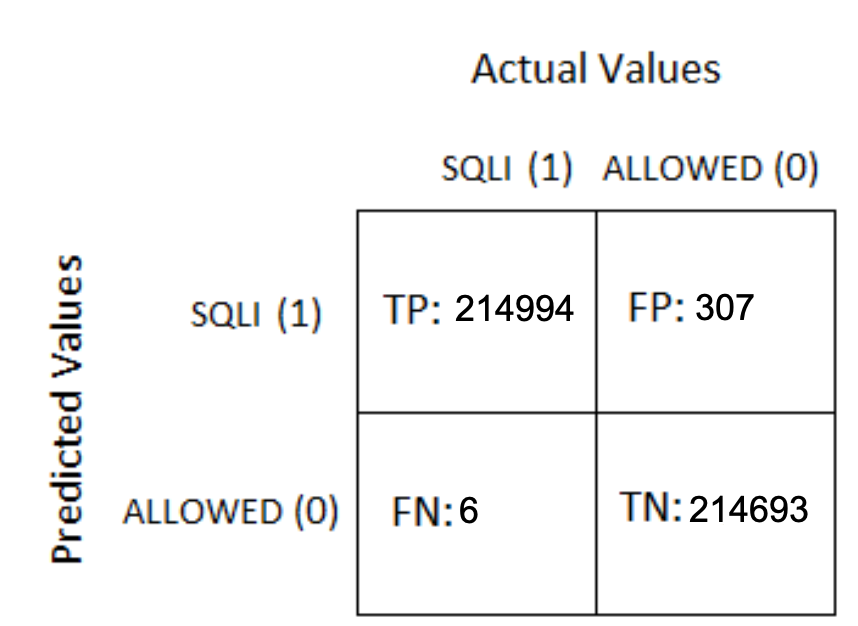 Actual Values
SQLI (1) ALLOWED (0)
Predicted Values
SQLI (1) TP: 214994 FP: 307
ALLOWED (0) FN: 6 TN: 214693